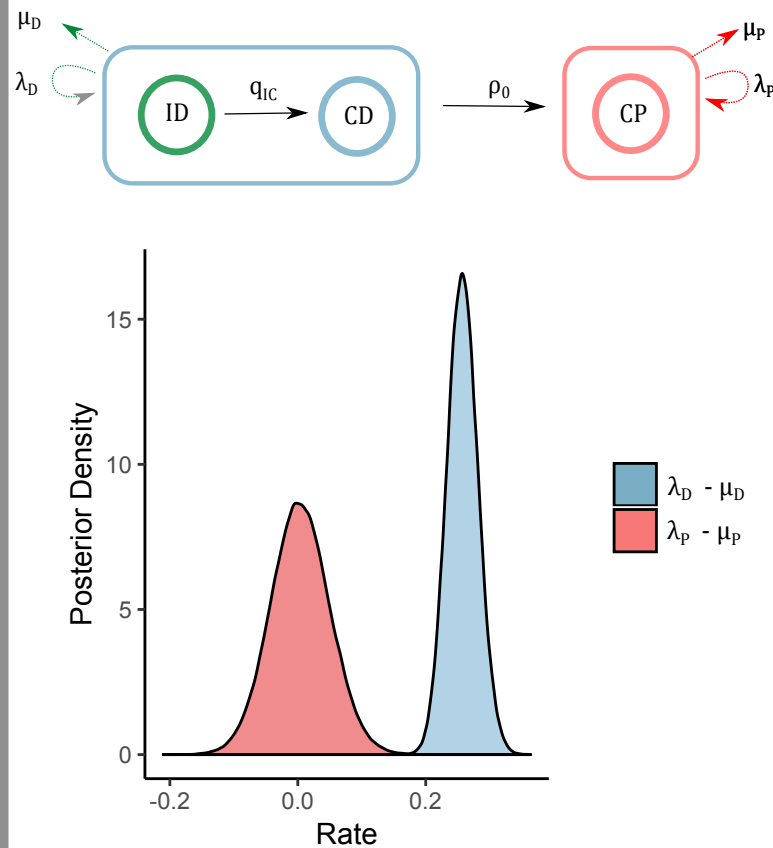 μD
λD
ID
qIC
CD
ρ0
CP
μP
λP
15
10
5
0
Posterior Density
-0.2
0.0
0.2
Rate
λD - μD
λP - μP